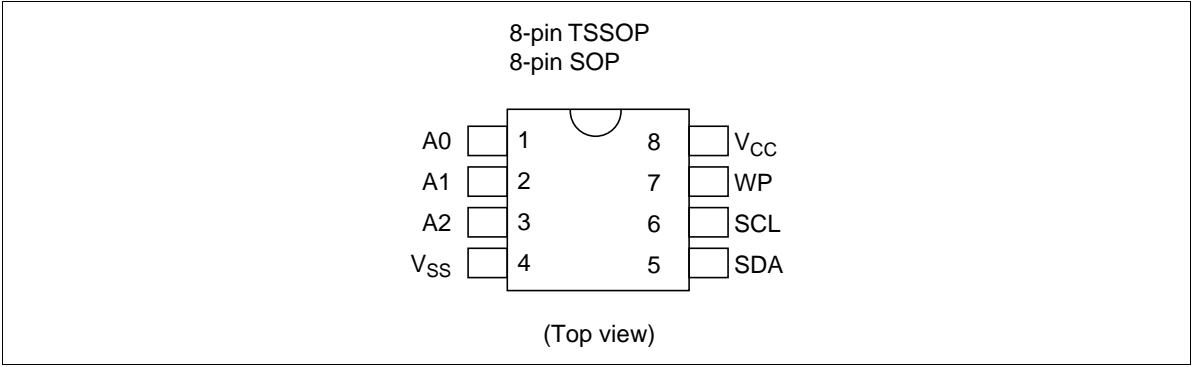 8-pin TSSOP
8-pin SOP
A0 1 8 VCC
A1 2 7 WP
A2 3 6 SCL
VSS 4 5 SDA
(Top view)